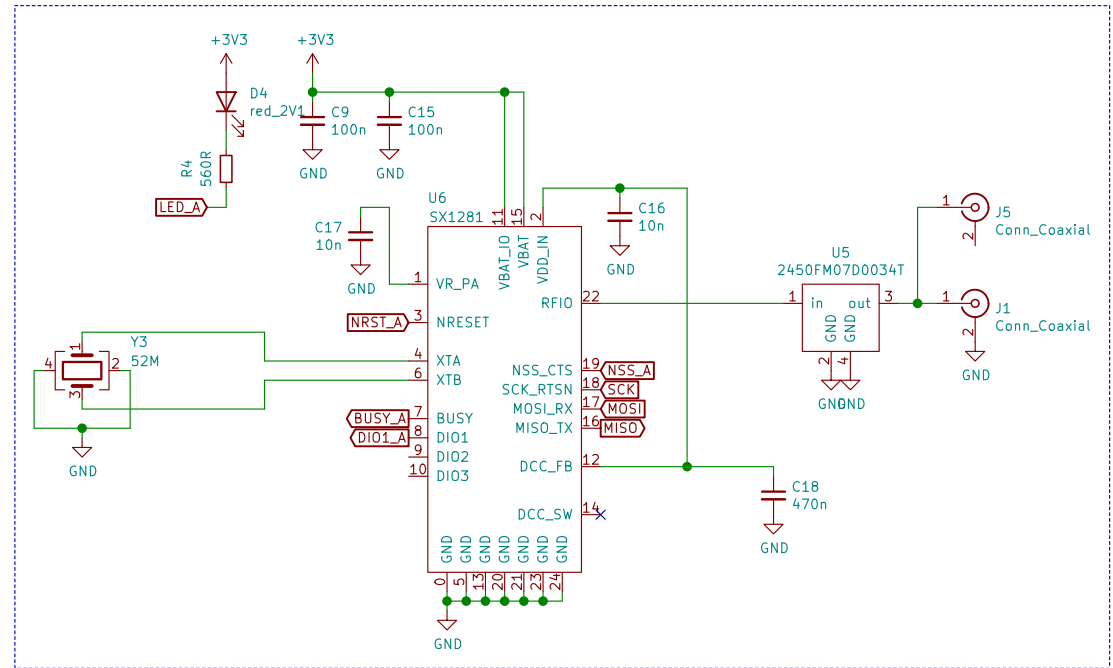 +3V3
+3V3
D4
red_2V1
C9
100n
C15
100n
GND
GND
R4
560R
LED_A
U6
SX1281
11
15
2
C16
10n
GND
C17
10n
GND
1
J5
Conn_Coaxial
2
VBAT_IO
VBAT
VDD_IN
1
VR_PA
RFIO
22
U5
2450FM07D0034T
1
in
out
3
GND
GND
2
4
GND
GND
1
J1
Conn_Coaxial
2
GND
NRST_A
3
NRESET
Y3
52M
1
4
2
3
GND
4
XTA
6
XTB
NSS_CTS
19
NSS_A
SCK_RTSN
18
SCK
MOSI_RX
17
MOSI
MISO_TX
16
MISO
BUSY_A
7
BUSY
DIO1_A
8
DIO1
9
DIO2
10
DIO3
DCC_FB
12
C18
470n
GND
DCC_SW
14
GND
GND
GND
GND
GND
GND
GND
0
5
13
20
21
23
24
GND